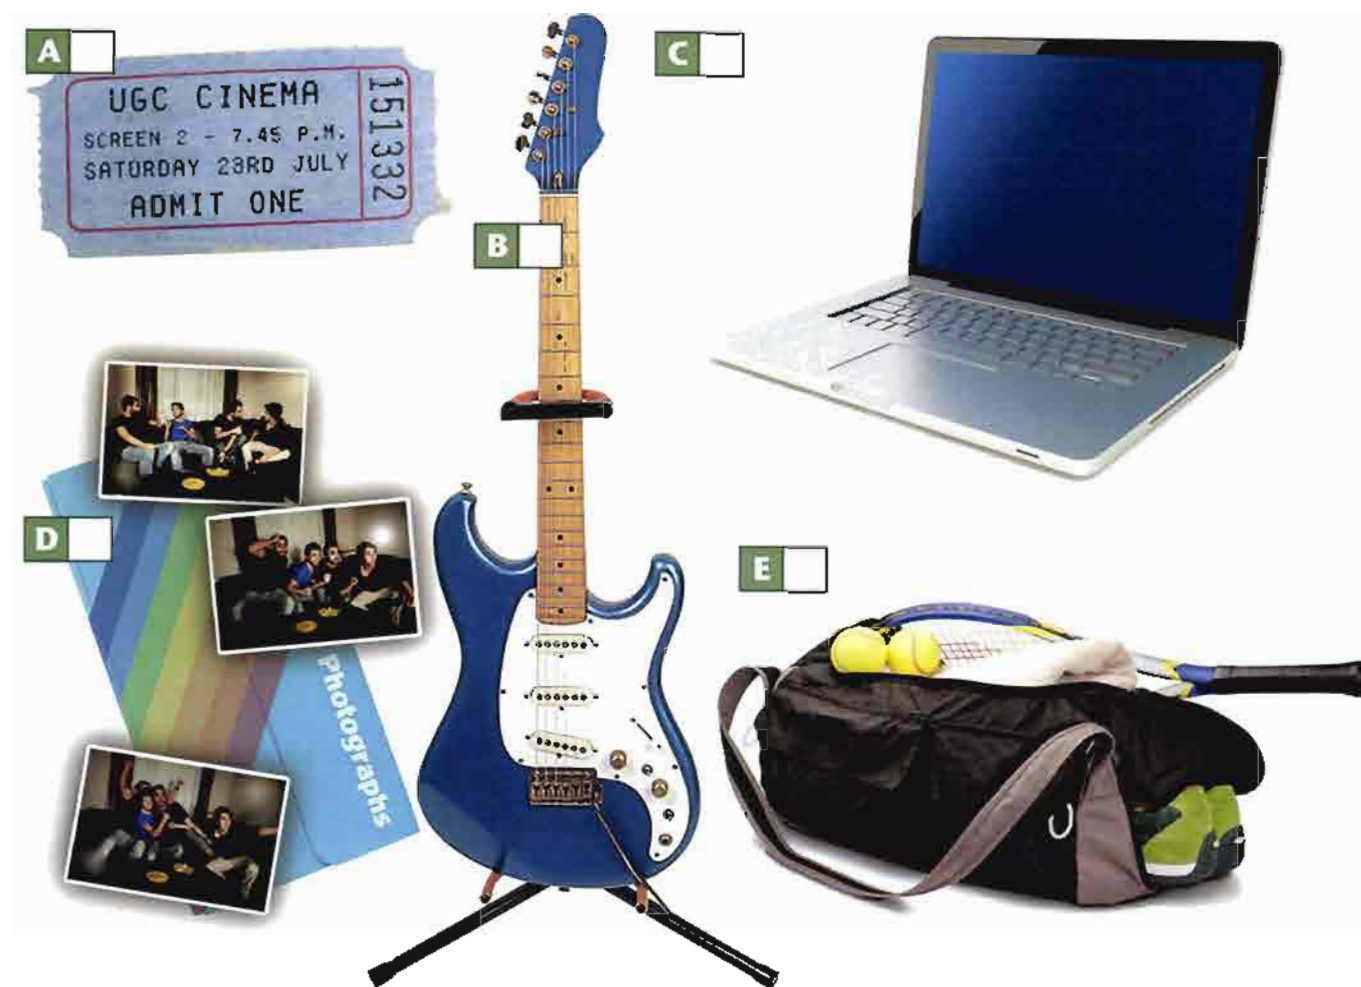 A
UGC CINEMA
SCREEN 2 - 7.45 P.M.
SATURDAY 23RD JULY
ADMIT ONE
151332
B
C
D
Photographs
E